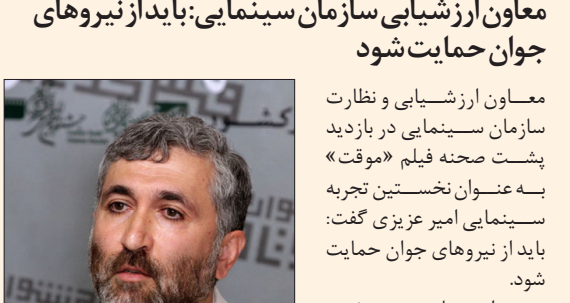 معاون ارزشیابی سازمان سینمایی: باید از نیروهای
جوان حمایت شود
معاون ارزشیابی و نظارت
سازمان سینمایی در بازدید
پشت صحنه فیلم «موقت»
به عنوان نخستین تجربه
سینمایی امیر عزیزی گفت:
باید از نیروهای جوان حمایت
شود.